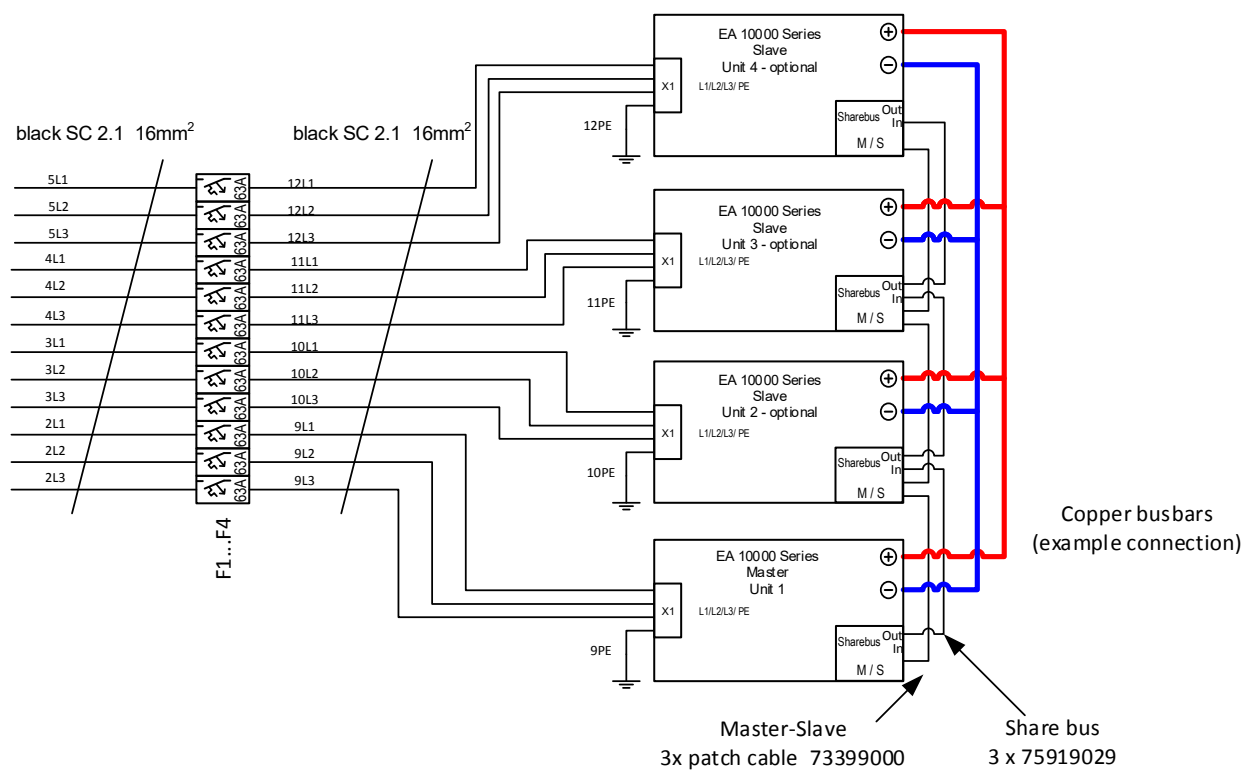 EA 10000 Series
Slave
Unit 4 - optional
X1
L1/L2/L3/ PE
Sharebus
Out
In
M / S
12PE
black SC 2.1 16mm²
black SC 2.1 16mm²
5L1
63A
12L1
5L2
63A
12L2
5L3
63A
12L3
4L1
63A
11L1
4L2
63A
11L2
4L3
63A
11L3
3L1
63A
10L1
3L2
63A
10L2
3L3
63A
10L3
2L1
63A
9L1
2L2
63A
9L2
2L3
63A
9L3
F1...F4
EA 10000 Series
Slave
Unit 3 - optional
X1
L1/L2/L3/ PE
Sharebus
Out
In
M / S
11PE
EA 10000 Series
Slave
Unit 2 - optional
X1
L1/L2/L3/ PE
Sharebus
Out
In
M / S
10PE
EA 10000 Series
Master
Unit 1
X1
L1/L2/L3/ PE
Sharebus
Out
In
M / S
9PE
Copper busbars
(example connection)
Master-Slave
3x patch cable 73399000
Share bus
3 x 75919029